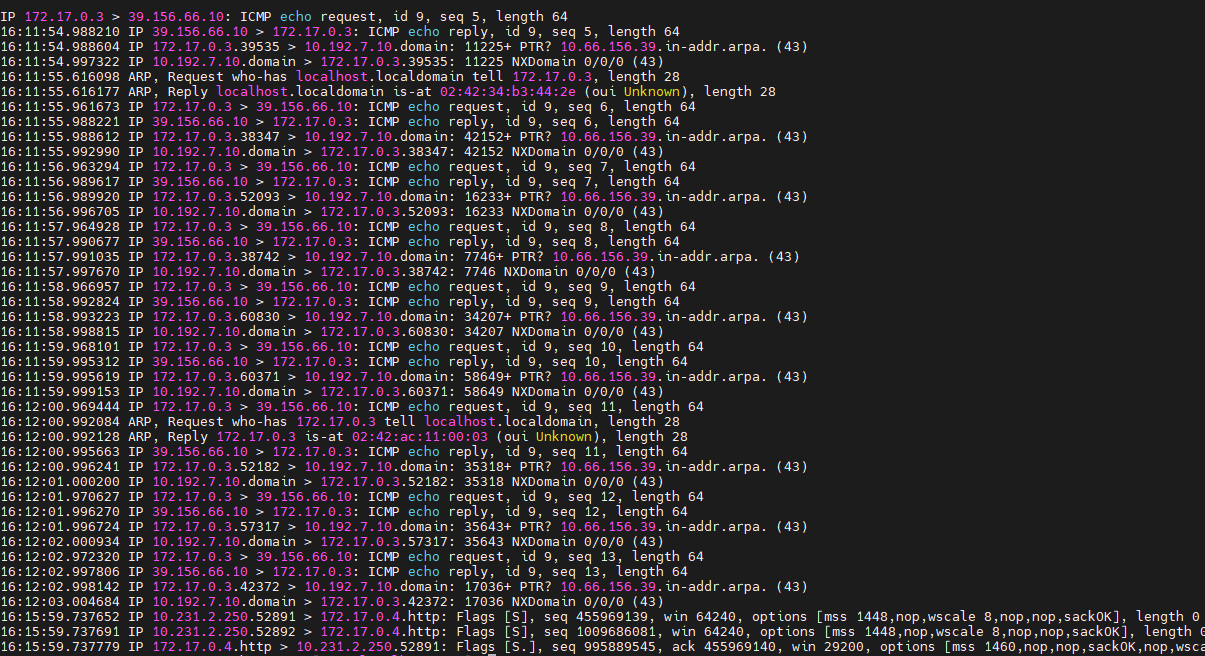 IP 172.17.0.3 > 39.156.66.10: ICMP echo request, id 9, seq 5, length 64
16:11:54.988210 IP 39.156.66.10 > 172.17.0.3: ICMP echo reply, id 9, seq 5, length 64
16:11:54.988604 IP 172.17.0.3.39535 > 10.192.7.10.domain: 11225+ PTR? 10.66.156.39.in-addr.arpa. (43)
16:11:54.997322 IP 10.192.7.10.domain > 172.17.0.3.39535: 11225 NXDomain 0/0/0 (43)
16:11:55.616098 ARP, Request who-has localhost.localdomain tell 172.17.0.3, length 28
16:11:55.616177 ARP, Reply localhost.localdomain is-at 02:42:34:b3:44:2e (oui Unknown), length 28
16:11:55.961673 IP 172.17.0.3 > 39.156.66.10: ICMP echo request, id 9, seq 6, length 64
16:11:55.988221 IP 39.156.66.10 > 172.17.0.3: ICMP echo reply, id 9, seq 6, length 64
16:11:55.988612 IP 172.17.0.3.38347 > 10.192.7.10.domain: 42152+ PTR? 10.66.156.39.in-addr.arpa. (43)
16:11:55.992990 IP 10.192.7.10.domain > 172.17.0.3.38347: 42152 NXDomain 0/0/0 (43)
16:11:56.963294 IP 172.17.0.3 > 39.156.66.10: ICMP echo request, id 9, seq 7, length 64
16:11:56.989617 IP 39.156.66.10 > 172.17.0.3: ICMP echo reply, id 9, seq 7, length 64
16:11:56.989920 IP 172.17.0.3.52093 > 10.192.7.10.domain: 16233+ PTR? 10.66.156.39.in-addr.arpa. (43)
16:11:56.996705 IP 10.192.7.10.domain > 172.17.0.3.52093: 16233 NXDomain 0/0/0 (43)
16:11:57.964928 IP 172.17.0.3 > 39.156.66.10: ICMP echo request, id 9, seq 8, length 64
16:11:57.990677 IP 39.156.66.10 > 172.17.0.3: ICMP echo reply, id 9, seq 8, length 64
16:11:57.991035 IP 172.17.0.3.38742 > 10.192.7.10.domain: 7746+ PTR? 10.66.156.39.in-addr.arpa. (43)
16:11:57.997670 IP 10.192.7.10.domain > 172.17.0.3.38742: 7746 NXDomain 0/0/0 (43)
16:11:58.966957 IP 172.17.0.3 > 39.156.66.10: ICMP echo request, id 9, seq 9, length 64
16:11:58.992824 IP 39.156.66.10 > 172.17.0.3: ICMP echo reply, id 9, seq 9, length 64
16:11:58.993223 IP 172.17.0.3.60830 > 10.192.7.10.domain: 34207+ PTR? 10.66.156.39.in-addr.arpa. (43)
16:11:58.998815 IP 10.192.7.10.domain > 172.17.0.3.60830: 34207 NXDomain 0/0/0 (43)
16:11:59.968101 IP 172.17.0.3 > 39.156.66.10: ICMP echo request, id 9, seq 10, length 64
16:11:59.995312 IP 39.156.66.10 > 172.17.0.3: ICMP echo reply, id 9, seq 10, length 64
16:11:59.995619 IP 172.17.0.3.60371 > 10.192.7.10.domain: 58649+ PTR? 10.66.156.39.in-addr.arpa. (43)
16:11:59.999153 IP 10.192.7.10.domain > 172.17.0.3.60371: 58649 NXDomain 0/0/0 (43)
16:12:00.969444 IP 172.17.0.3 > 39.156.66.10: ICMP echo request, id 9, seq 11, length 64
16:12:00.992084 ARP, Request who-has 172.17.0.3 tell localhost.localdomain, length 28
16:12:00.992128 ARP, Reply 172.17.0.3 is-at 02:42:ac:11:00:03 (oui Unknown), length 28
16:12:00.995663 IP 39.156.66.10 > 172.17.0.3: ICMP echo reply, id 9, seq 11, length 64
16:12:00.996241 IP 172.17.0.3.52182 > 10.192.7.10.domain: 35318+ PTR? 10.66.156.39.in-addr.arpa. (43)
16:12:01.000200 IP 10.192.7.10.domain > 172.17.0.3.52182: 35318 NXDomain 0/0/0 (43)
16:12:01.970627 IP 172.17.0.3 > 39.156.66.10: ICMP echo request, id 9, seq 12, length 64
16:12:01.996270 IP 39.156.66.10 > 172.17.0.3: ICMP echo reply, id 9, seq 12, length 64
16:12:01.996724 IP 172.17.0.3.57317 > 10.192.7.10.domain: 35643+ PTR? 10.66.156.39.in-addr.arpa. (43)
16:12:02.000934 IP 10.192.7.10.domain > 172.17.0.3.57317: 35643 NXDomain 0/0/0 (43)
16:12:02.972320 IP 172.17.0.3 > 39.156.66.10: ICMP echo request, id 9, seq 13, length 64
16:12:02.997806 IP 39.156.66.10 > 172.17.0.3: ICMP echo reply, id 9, seq 13, length 64
16:12:02.998142 IP 172.17.0.3.42372 > 10.192.7.10.domain: 17036+ PTR? 10.66.156.39.in-addr.arpa. (43)
16:12:03.004684 IP 10.192.7.10.domain > 172.17.0.3.42372: 17036 NXDomain 0/0/0 (43)
16:15:59.737652 IP 10.231.2.250.52891 > 172.17.0.4.http: Flags [S], seq 455969139, win 64240, options [mss 1448,nop,wscale 8,nop,nop,sackOK], length 0
16:15:59.737691 IP 10.231.2.250.52892 > 172.17.0.4.http: Flags [S], seq 1009686081, win 64240, options [mss 1448,nop,wscale 8,nop,nop,sackOK], length 0
16:15:59.737779 IP 172.17.0.4.http > 10.231.2.250.52891: Flags [S.], seq 995889545, ack 455969140, win 29200, options [mss 1460,nop,nop,sackOK,nop,wsca